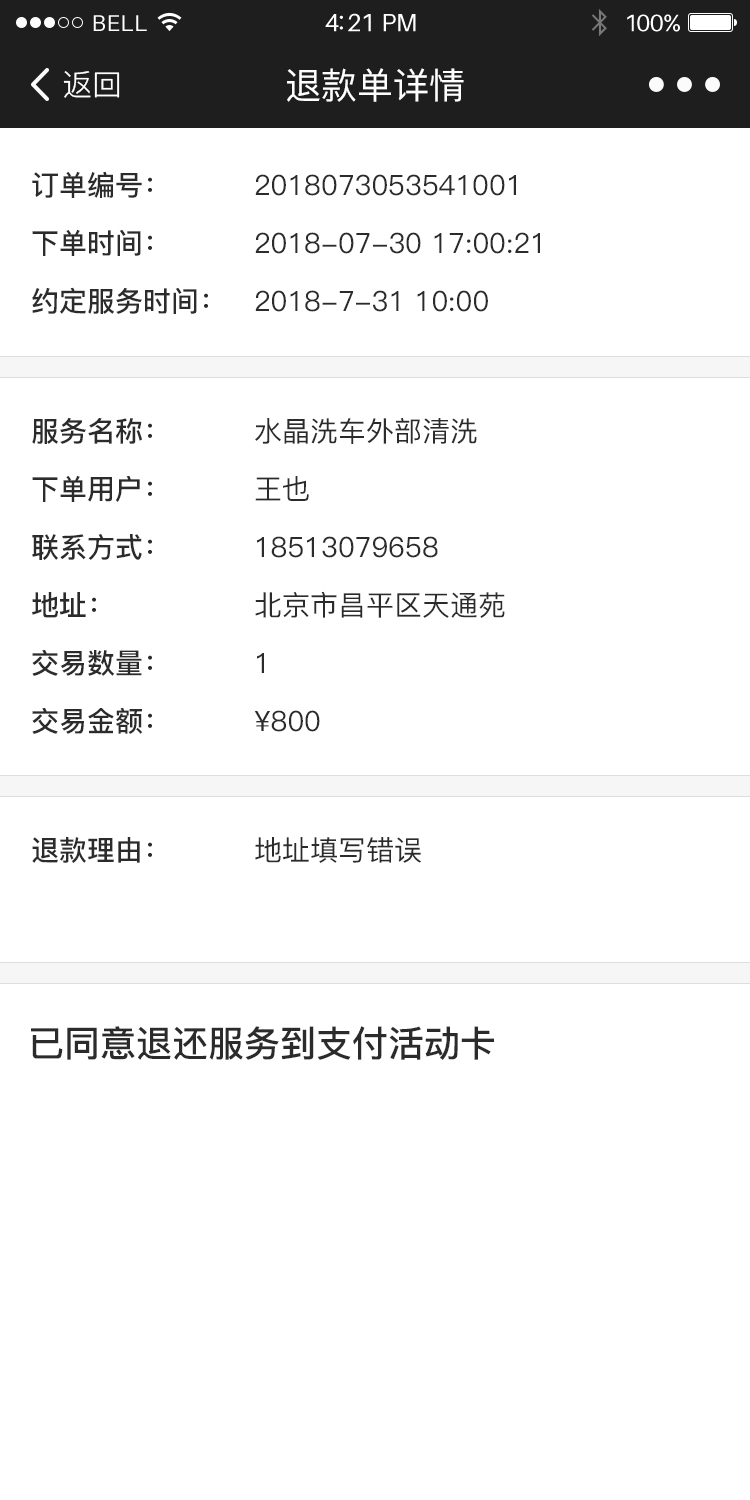 BELL 4:21 PM 100%
返回 退款单详情
订单编号： 2018073053541001
下单时间： 2018-07-30 17:00:21
约定服务时间： 2018-7-31 10:00
服务名称： 水晶洗车外部清洗
下单用户： 王也
联系方式： 18513079658
地址： 北京市昌平区天通苑
交易数量： 1
交易金额： ¥800
退款理由： 地址填写错误
已同意退还服务到支付活动卡